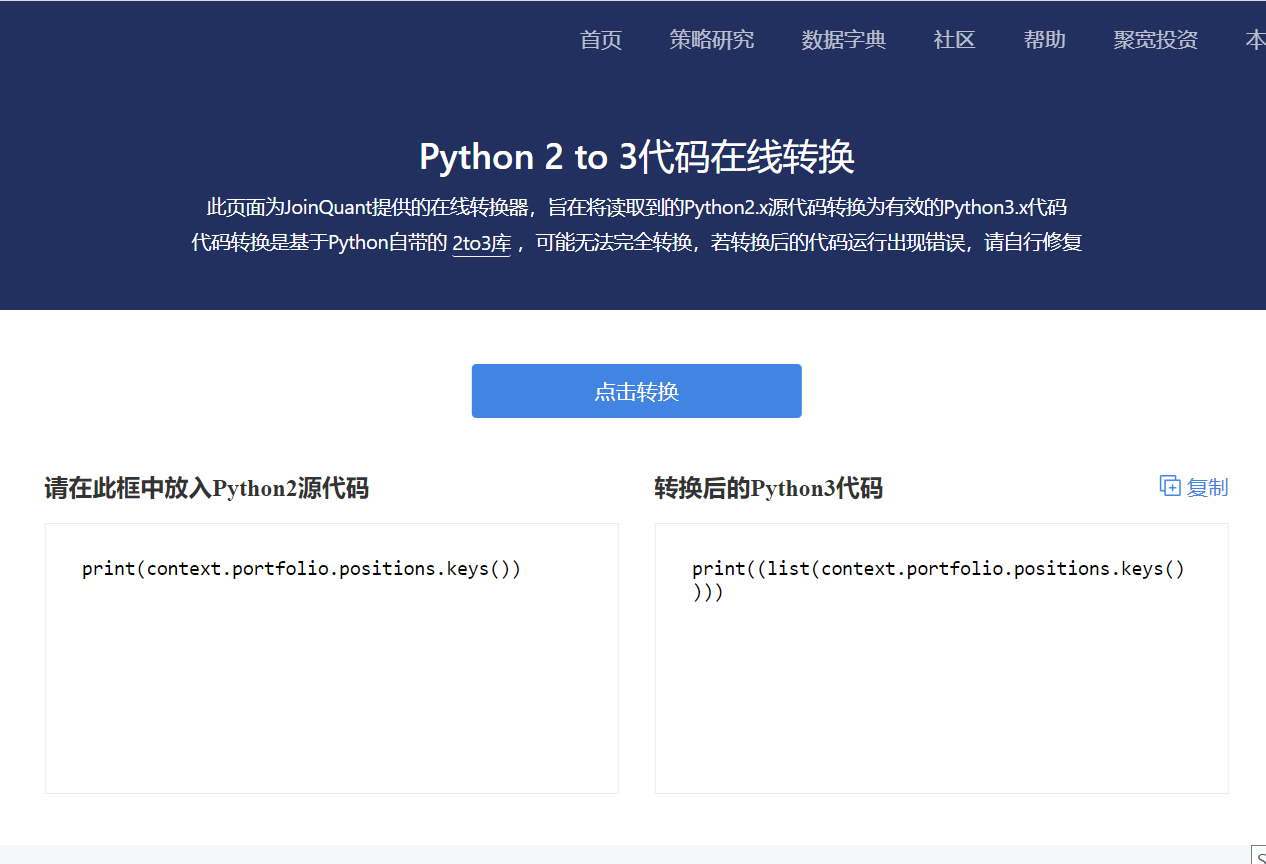 首页 策略研究 数据字典 社区 帮助 聚宽投资 本
Python 2 to 3代码在线转换
此页面为JoinQuant提供的在线转换器，旨在将读取到的Python2.x源代码转换为有效的Python3.x代码
代码转换是基于Python自带的 2to3库 ，可能无法完全转换，若转换后的代码运行出现错误，请自行修复
点击转换
请在此框中放入Python2源代码
转换后的Python3代码
复制
print(context.portfolio.positions.keys())
print((list(context.portfolio.positions.keys()
)))